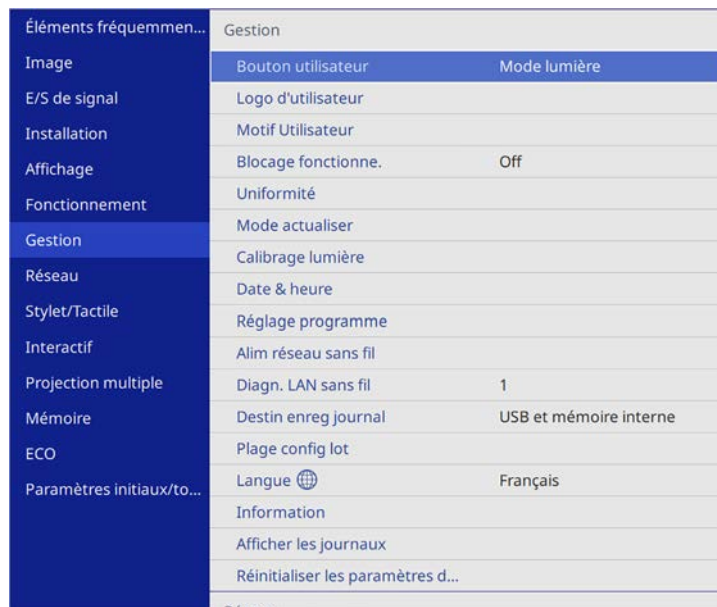 Éléments fréquemmen...
Image
E/S de signal
Installation
Affichage
Fonctionnement
Gestion
Réseau
Stylet/Tactile
Interactif
Projection multiple
Mémoire
ECO
Paramètres initiaux/to...
Gestion
Bouton utilisateur Mode lumière
Logo d'utilisateur
Motif Utilisateur
Blocage fonctionne. Off
Uniformité
Mode actualiser
Calibrage lumière
Date & heure
Réglage programme
Alim réseau sans fil
Diagn. LAN sans fil 1
Destin enreg journal USB et mémoire interne
Plage config lot
Langue Français
Information
Afficher les journaux
Réinitialiser les paramètres d...